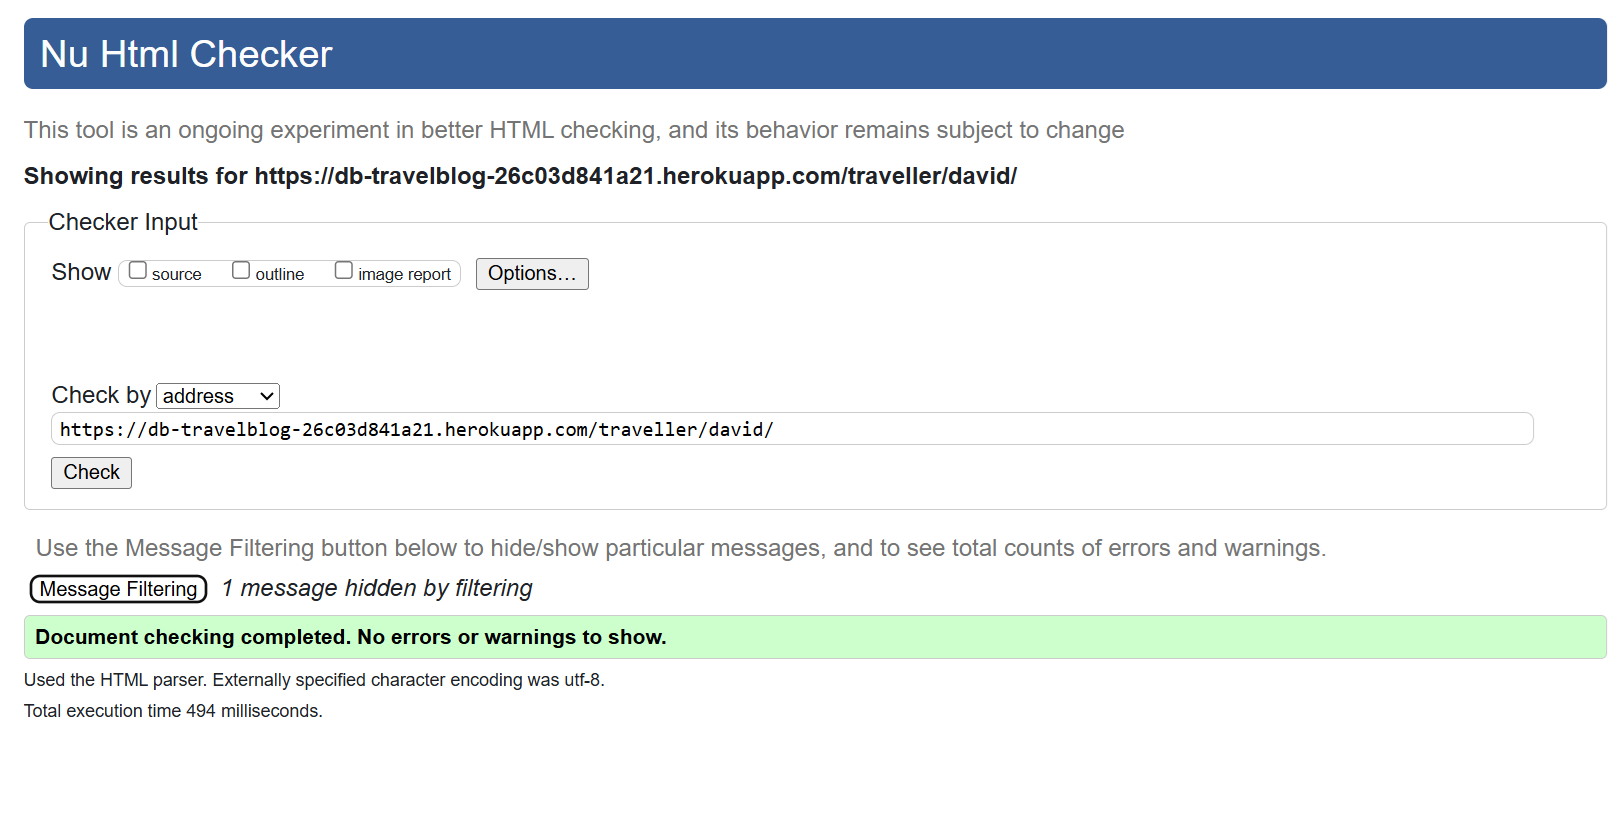 Nu Html Checker
This tool is an ongoing experiment in better HTML checking, and its behavior remains subject to change
Showing results for https://db-travelblog-26c03d841a21.herokuapp.com/traveller/david/
Checker Input
Show source outline image report Options…
Check by address
https://db-travelblog-26c03d841a21.herokuapp.com/traveller/david/
Check
Use the Message Filtering button below to hide/show particular messages, and to see total counts of errors and warnings.
Message Filtering 1 message hidden by filtering
Document checking completed. No errors or warnings to show.
Used the HTML parser. Externally specified character encoding was utf-8.
Total execution time 494 milliseconds.